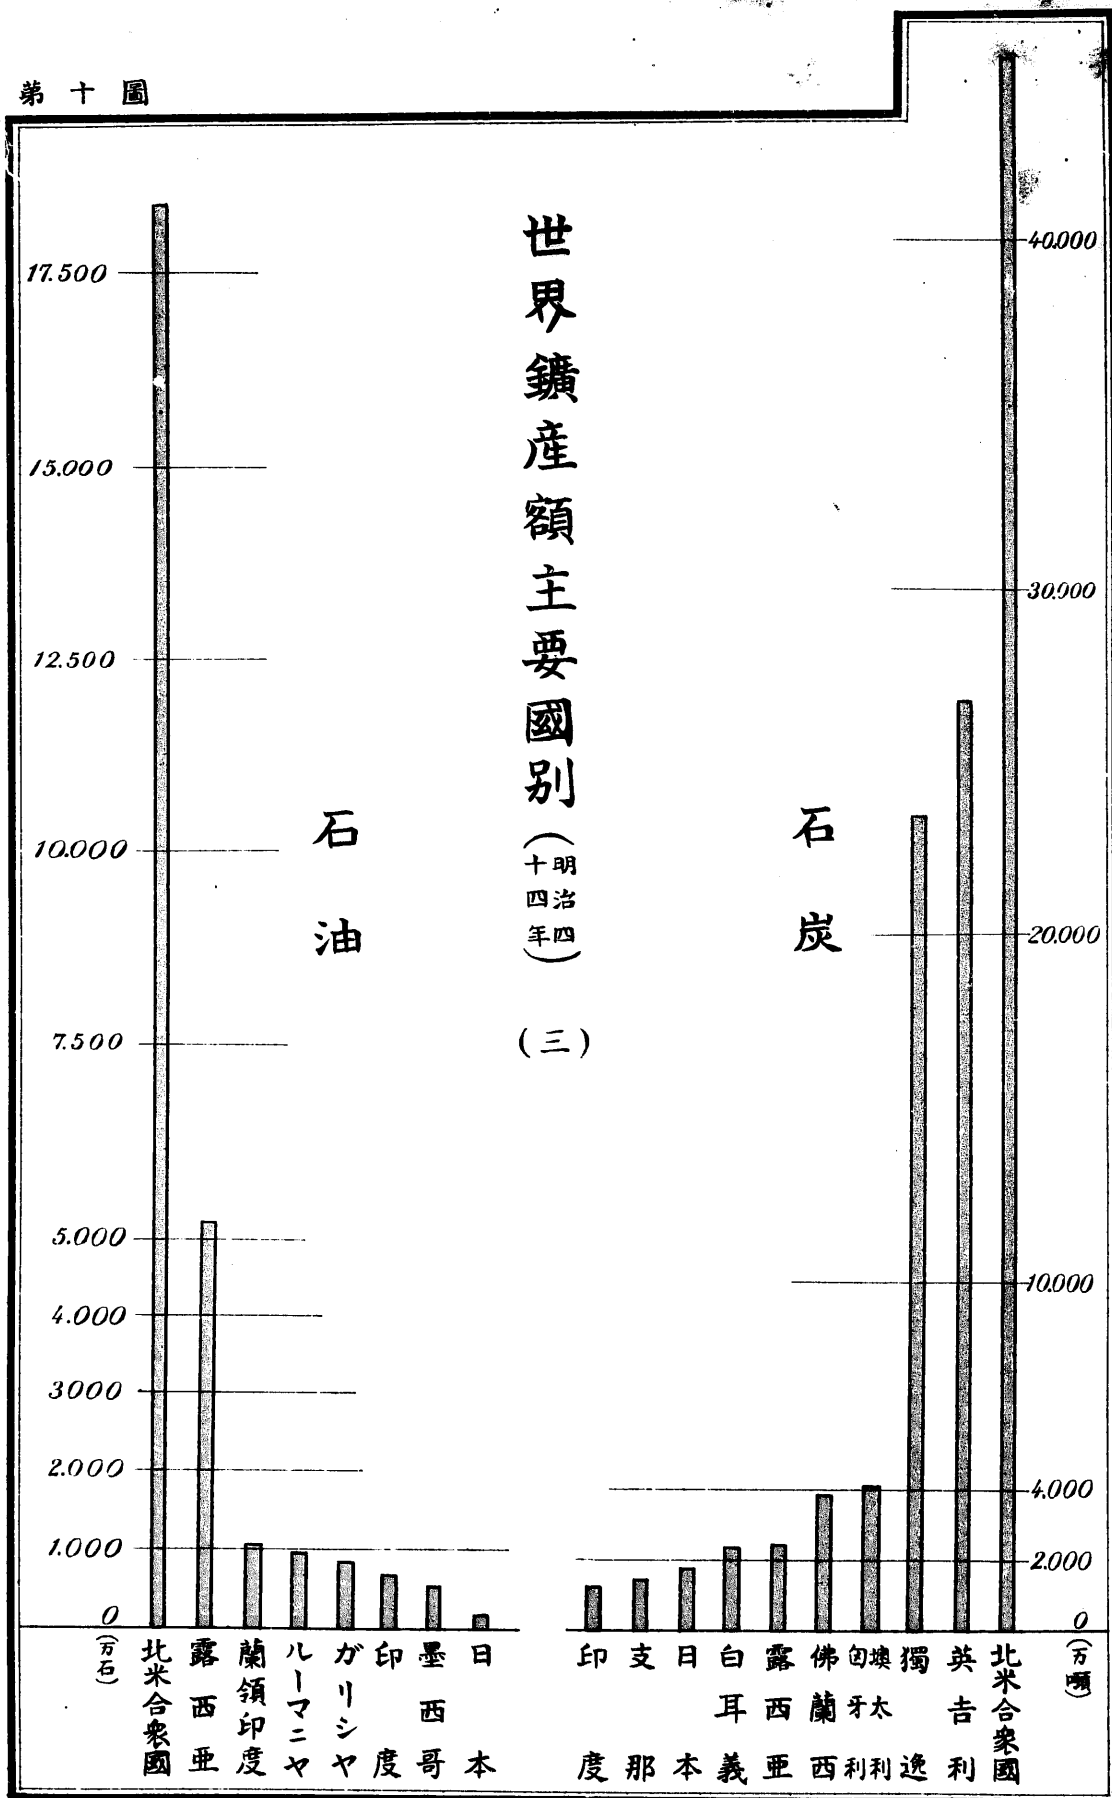 第十圖
世界鑛産額主要國別(明治四十四年)
(三)
石炭
40.000
30.000
20.000
10.000
4.000
2.000
0
(万噸)
北米合衆國
英吉利
獨逸
墺太利
匈牙利
佛蘭西
露西亜
白耳義
日本
支那
印度
石油
17.500
15.000
12.500
10.000
7.500
5.000
4.000
3000
2.000
1.000
0
(万石)
北米合衆國
露西亜
蘭領印度
ルーマニヤ
ガリシヤ
印度
墨西哥
日本